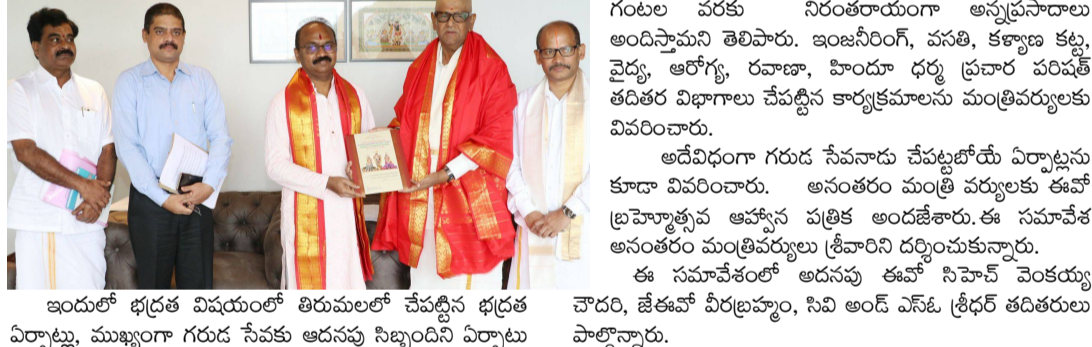 ఇందులో భద్రత విషయంలో తిరుమలలో చేపట్టిన భద్రత
ఏర్పాట్లు, ముఖ్యంగా గరుడ సేవకు ఆదనపు సిబ్బందిని ఏర్పాటు
గంటల వరకు నిరంతరాయంగా అన్నప్రసాదాలు
అందిస్తామని తెలిపారు. ఇంజనీరింగ్, వసతి, కళ్యాణ కట్ట,
వైద్య, ఆరోగ్య, రవాణా, హిందూ ధర్మ ప్రచార పరిషత్
తదితర విభాగాలు చేపట్టిన కార్యక్రమాలను మంత్రివర్యులకు
వివరించారు.
అదేవిధంగా గరుడ సేవనాడు చేపట్టబోయే ఏర్పాట్లను
కూడా వివరించారు. అనంతరం మంత్రి వర్యులకు ఈవో
బ్రహ్మోత్సవ ఆహ్వాన పత్రిక అందజేశారు.ఈ సమావేశ
అనంతరం మంత్రివర్యులు శ్రీవారిని దర్శించుకున్నారు.
ఈ సమావేశంలో అదనపు ఈవో సిహెచ్ వెంకయ్య
చౌదరి, జేఈవో వీరబ్రహ్మం, సివి అండ్ ఎస్ఓ శ్రీధర్ తదితరులు
పాల్గొన్నారు.